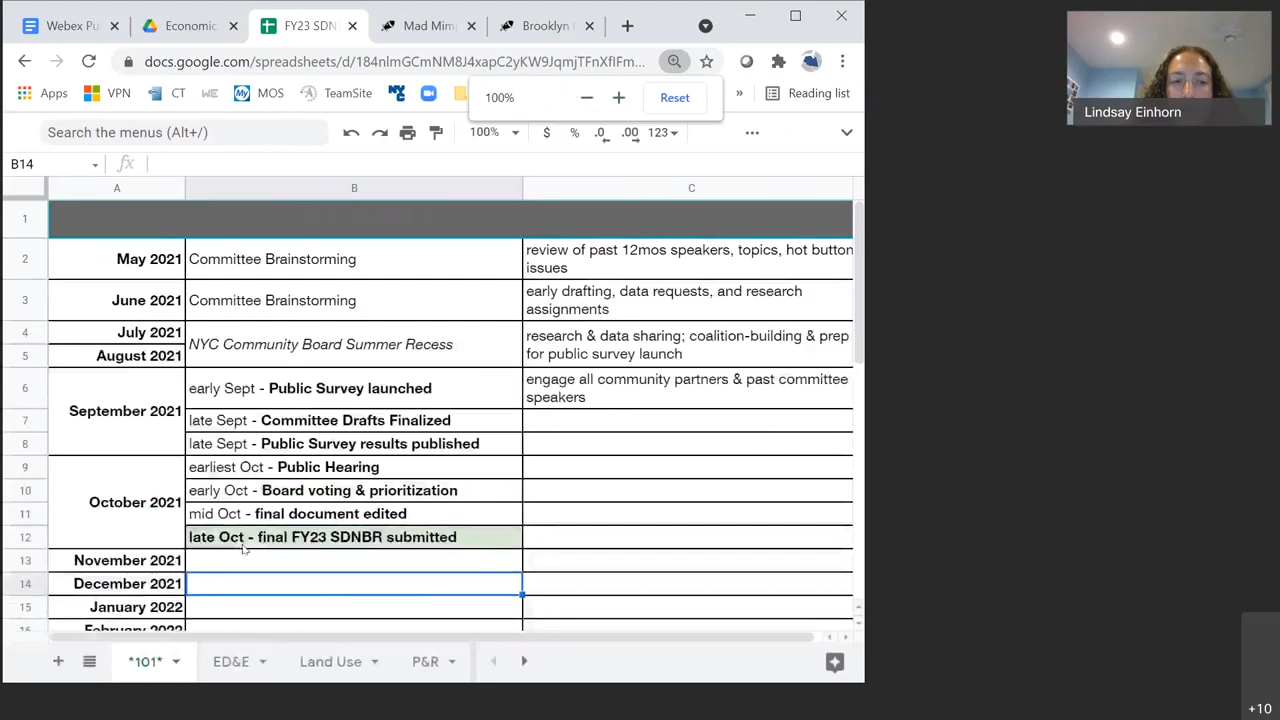 Webex Pu
Economic
FY23 SDNB
Mad Mim
Brooklyn
docs.google.com/spreadsheets/d/184nlmGCmNM8J4xapC2yKW9JqmjTFnXfIFm...
Apps
VPN
CT
WE
My
MOS
TeamSite
NYC
100%
Reset
»
Reading list
Search the menus (Alt+/)
100%
$
%
.0
.00
123
B14
fx
A
B
C
1
2
May 2021
Committee Brainstorming
review of past 12mos speakers, topics, hot button
issues
3
June 2021
Committee Brainstorming
early drafting, data requests, and research
assignments
4
July 2021
NYC Community Board Summer Recess
research & data sharing; coalition-building & prep
for public survey launch
5
August 2021
6
September 2021
early Sept - Public Survey launched
engage all community partners & past committee
speakers
7
late Sept - Committee Drafts Finalized
8
late Sept - Public Survey results published
9
October 2021
earliest Oct - Public Hearing
10
early Oct - Board voting & prioritization
11
mid Oct - final document edited
12
late Oct - final FY23 SDNBR submitted
13
November 2021
14
December 2021
15
January 2022
16
February 2022
*101*
ED&E
Land Use
P&R
Lindsay Einhorn
+10